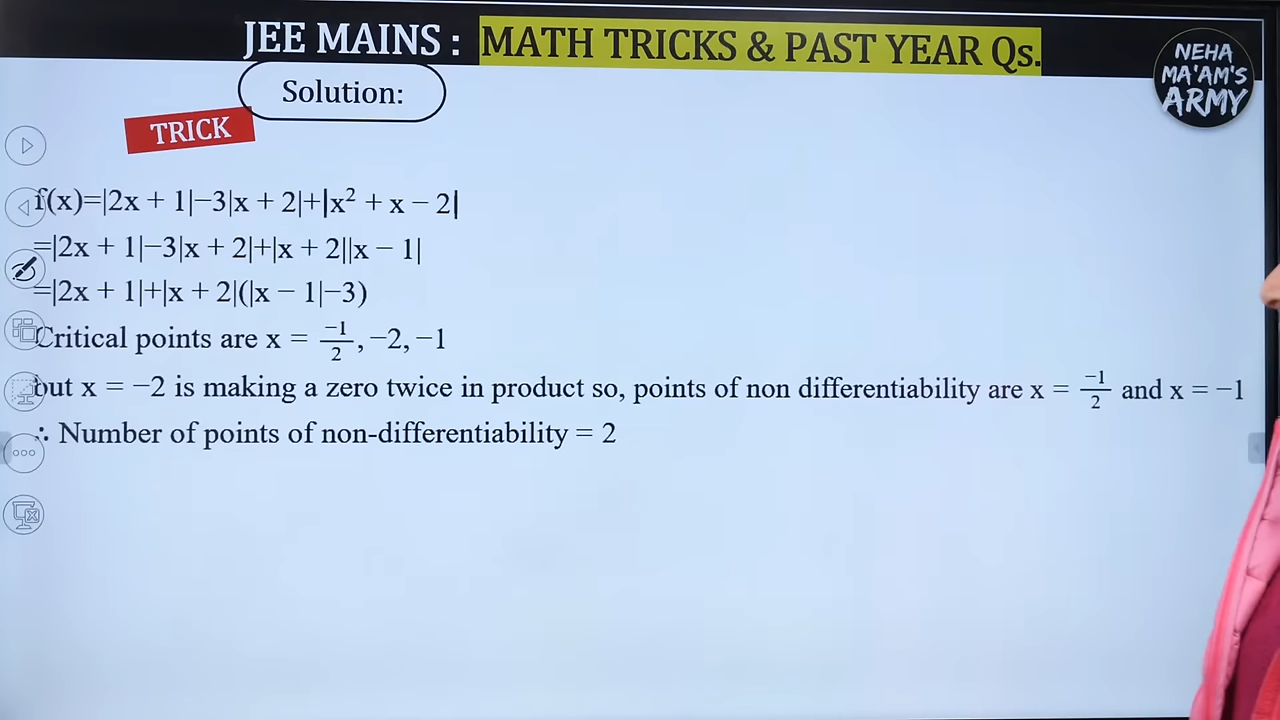 JEE MAINS : MATH TRICKS & PAST YEAR Qs.
NEHA
MA'AM'S
ARMY
Solution:
TRICK
f(x)=|2x + 1|−3|x + 2|+|x² + x − 2|
=|2x + 1|−3|x + 2|+|x + 2||x − 1|
=|2x + 1|+|x + 2|(|x − 1|−3)
Critical points are x = −1/2, −2, −1
but x = −2 is making a zero twice in product so, points of non differentiability are x = −1/2 and x = −1
∴ Number of points of non-differentiability = 2